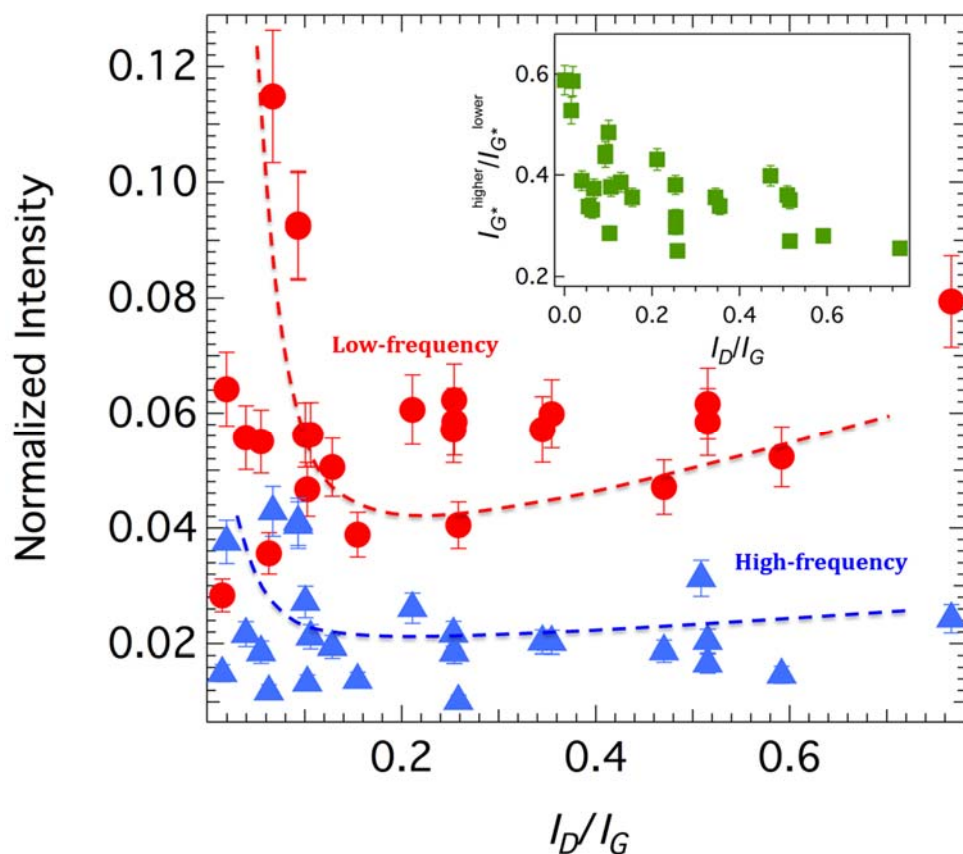 Normalized Intensity
0.12
0.10
0.08
0.06
0.04
0.02
0.2
0.4
0.6
I_D/I_G
Low-frequency
High-frequency
I_G*^higher/I_G*^lower
0.6
0.4
0.2
0.0
0.2
0.4
0.6
I_D/I_G